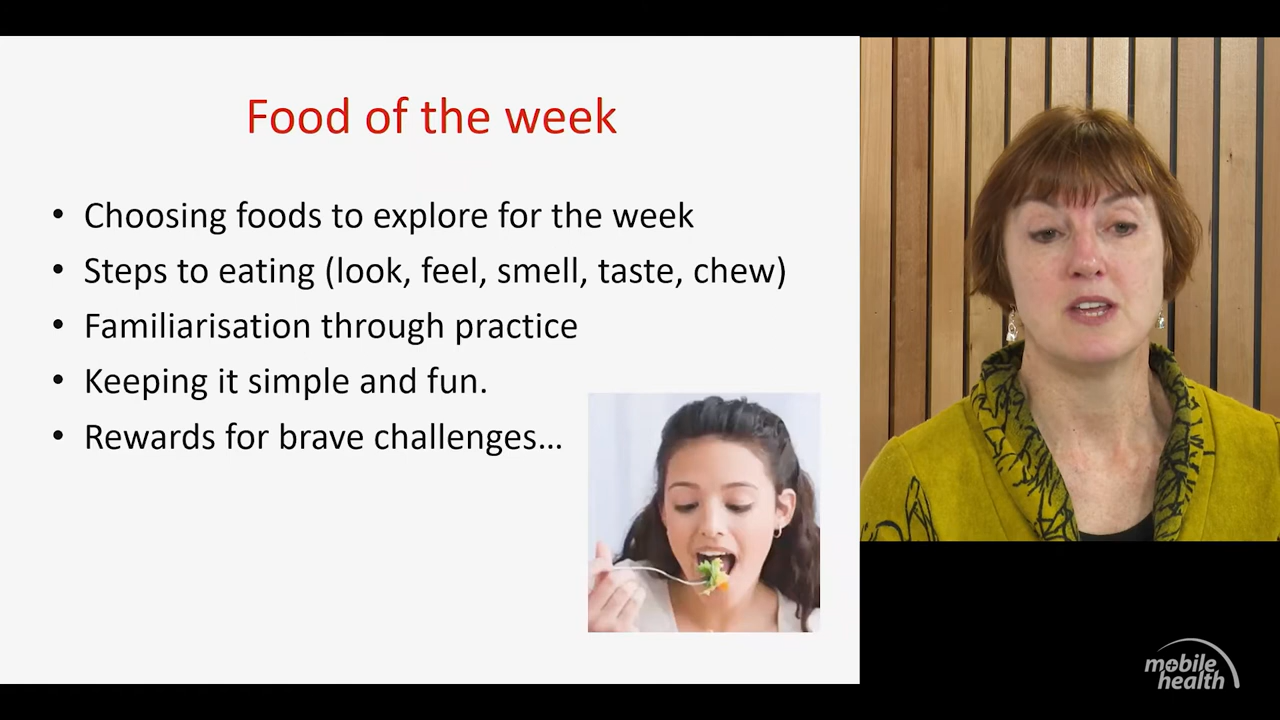 Food of the week
• Choosing foods to explore for the week
• Steps to eating (look, feel, smell, taste, chew)
• Familiarisation through practice
• Keeping it simple and fun.
• Rewards for brave challenges…
mobile
health